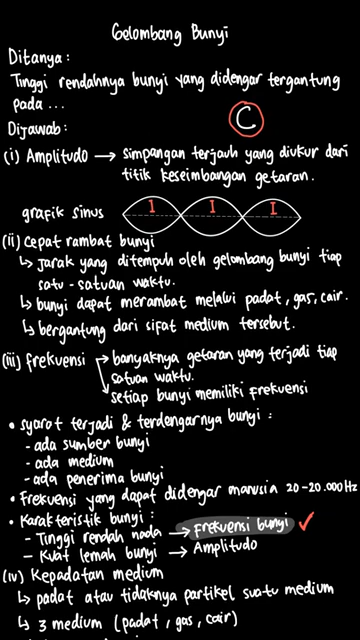 Gelombang Bunyi
Ditanya:
Tinggi rendahnya bunyi yang didengar tergantung
pada ...
Dijawab:
C
(i) Amplitudo → simpangan terjauh yang diukur dari
titik keseimbangan getaran.
grafik sinus
I I I
(ii) cepat rambat bunyi
↳ jarak yang ditempuh oleh gelombang bunyi tiap
satu-satuan waktu.
↳ bunyi dapat merambat melalui padat, gas, cair.
↳ bergantung dari sifat medium tersebut.
(iii) frekuensi → banyaknya getaran yang terjadi tiap
satuan waktu.
↘ setiap bunyi memiliki frekuensi
• syarat terjadi & terdengarnya bunyi :
- ada sumber bunyi
- ada medium
- ada penerima bunyi
• Frekuensi yang dapat didengar manusia 20-20.000 Hz
• Karakteristik bunyi :
- Tinggi rendah nada → frekuensi bunyi ✓
- Kuat lemah bunyi → Amplitudo
(iv) Kepadatan medium
↳ padat atau tidaknya partikel suatu medium
↳ 3 medium (padat, gas, cair)